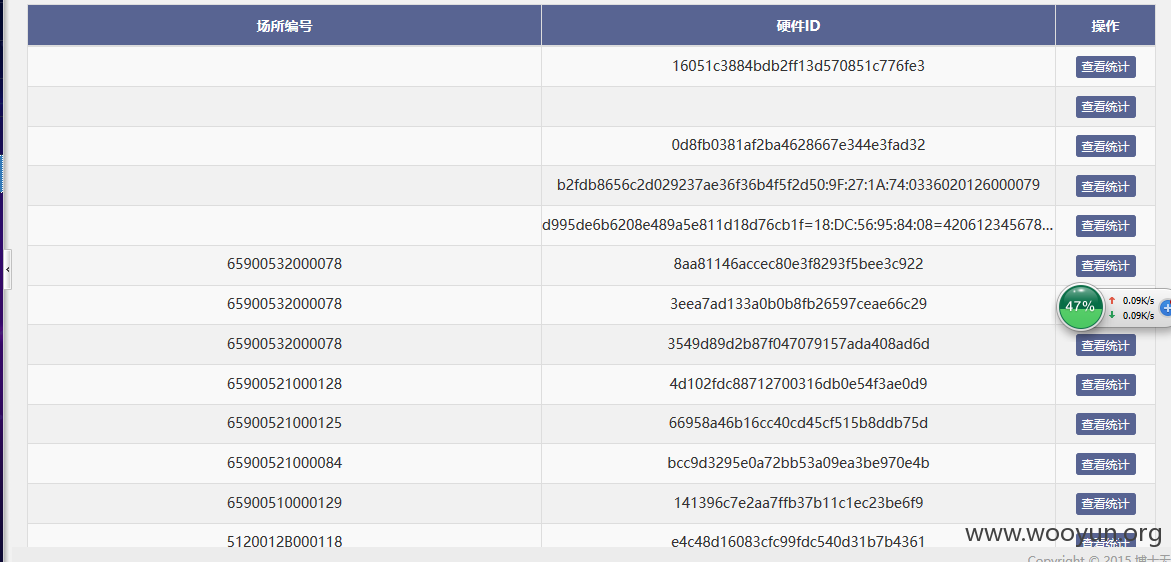 场所编号 硬件ID 操作
16051c3884bdb2ff13d570851c776fe3 查看统计
查看统计
0d8fb0381af2ba4628667e344e3fad32 查看统计
b2fdb8656c2d029237ae36f36b4f5f2d50:9F:27:1A:74:0336020126000079 查看统计
d995de6b6208e489a5e811d18d76cb1f=18:DC:56:95:84:08=420612345678... 查看统计
65900532000078 8aa81146accec80e3f8293f5bee3c922 查看统计
65900532000078 3eea7ad133a0b0b8fb26597ceae66c29
47% 0.09K/s
0.09K/s
65900532000078 3549d89d2b87f047079157ada408ad6d 查看统计
65900521000128 4d102fdc88712700316db0e54f3ae0d9 查看统计
65900521000125 66958a46b16cc40cd45cf515b8ddb75d 查看统计
65900521000084 bcc9d3295e0a72bb53a09ea3be970e4b 查看统计
65900510000129 141396c7e2aa7ffb37b11c1ec23be6f9 查看统计
5120012B000118 e4c48d16083cfc99fdc540d31b7b4361 查看统计
www.wooyun.org
Copyright © 2015 博士